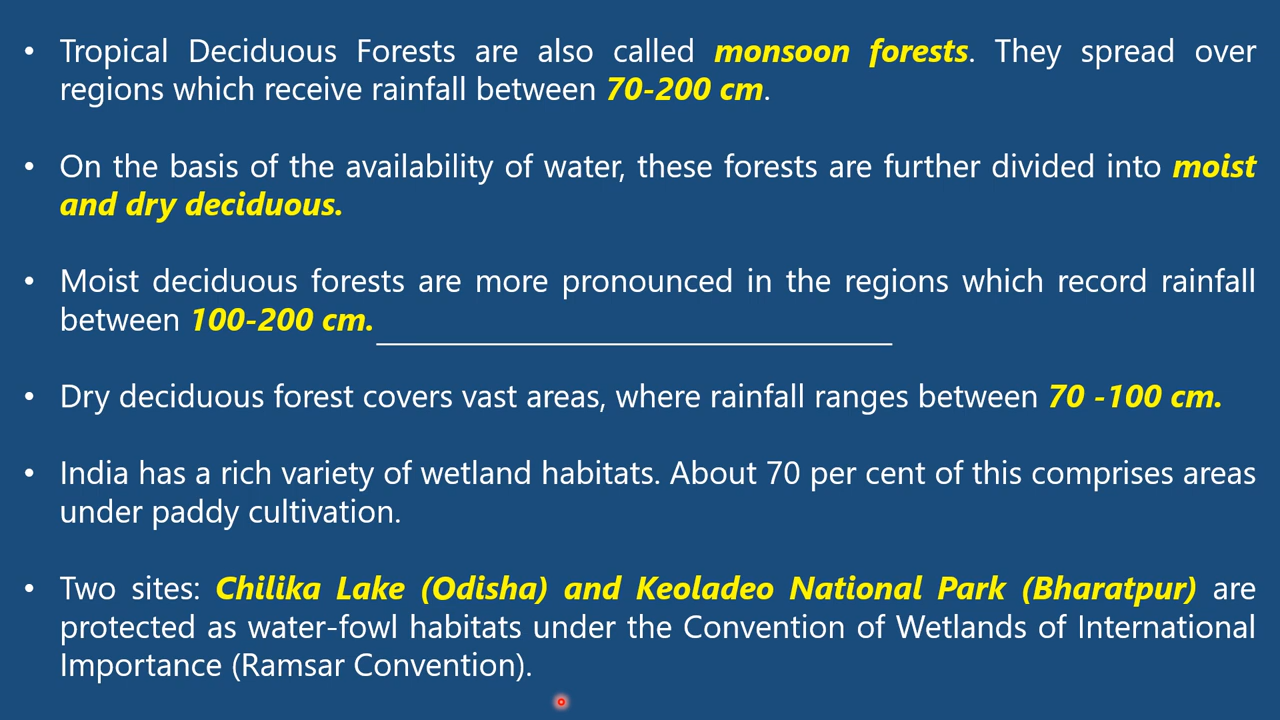 • Tropical Deciduous Forests are also called monsoon forests. They spread over
regions which receive rainfall between 70-200 cm.
• On the basis of the availability of water, these forests are further divided into moist
and dry deciduous.
• Moist deciduous forests are more pronounced in the regions which record rainfall
between 100-200 cm.
• Dry deciduous forest covers vast areas, where rainfall ranges between 70 -100 cm.
• India has a rich variety of wetland habitats. About 70 per cent of this comprises areas
under paddy cultivation.
• Two sites: Chilika Lake (Odisha) and Keoladeo National Park (Bharatpur) are
protected as water-fowl habitats under the Convention of Wetlands of International
Importance (Ramsar Convention).